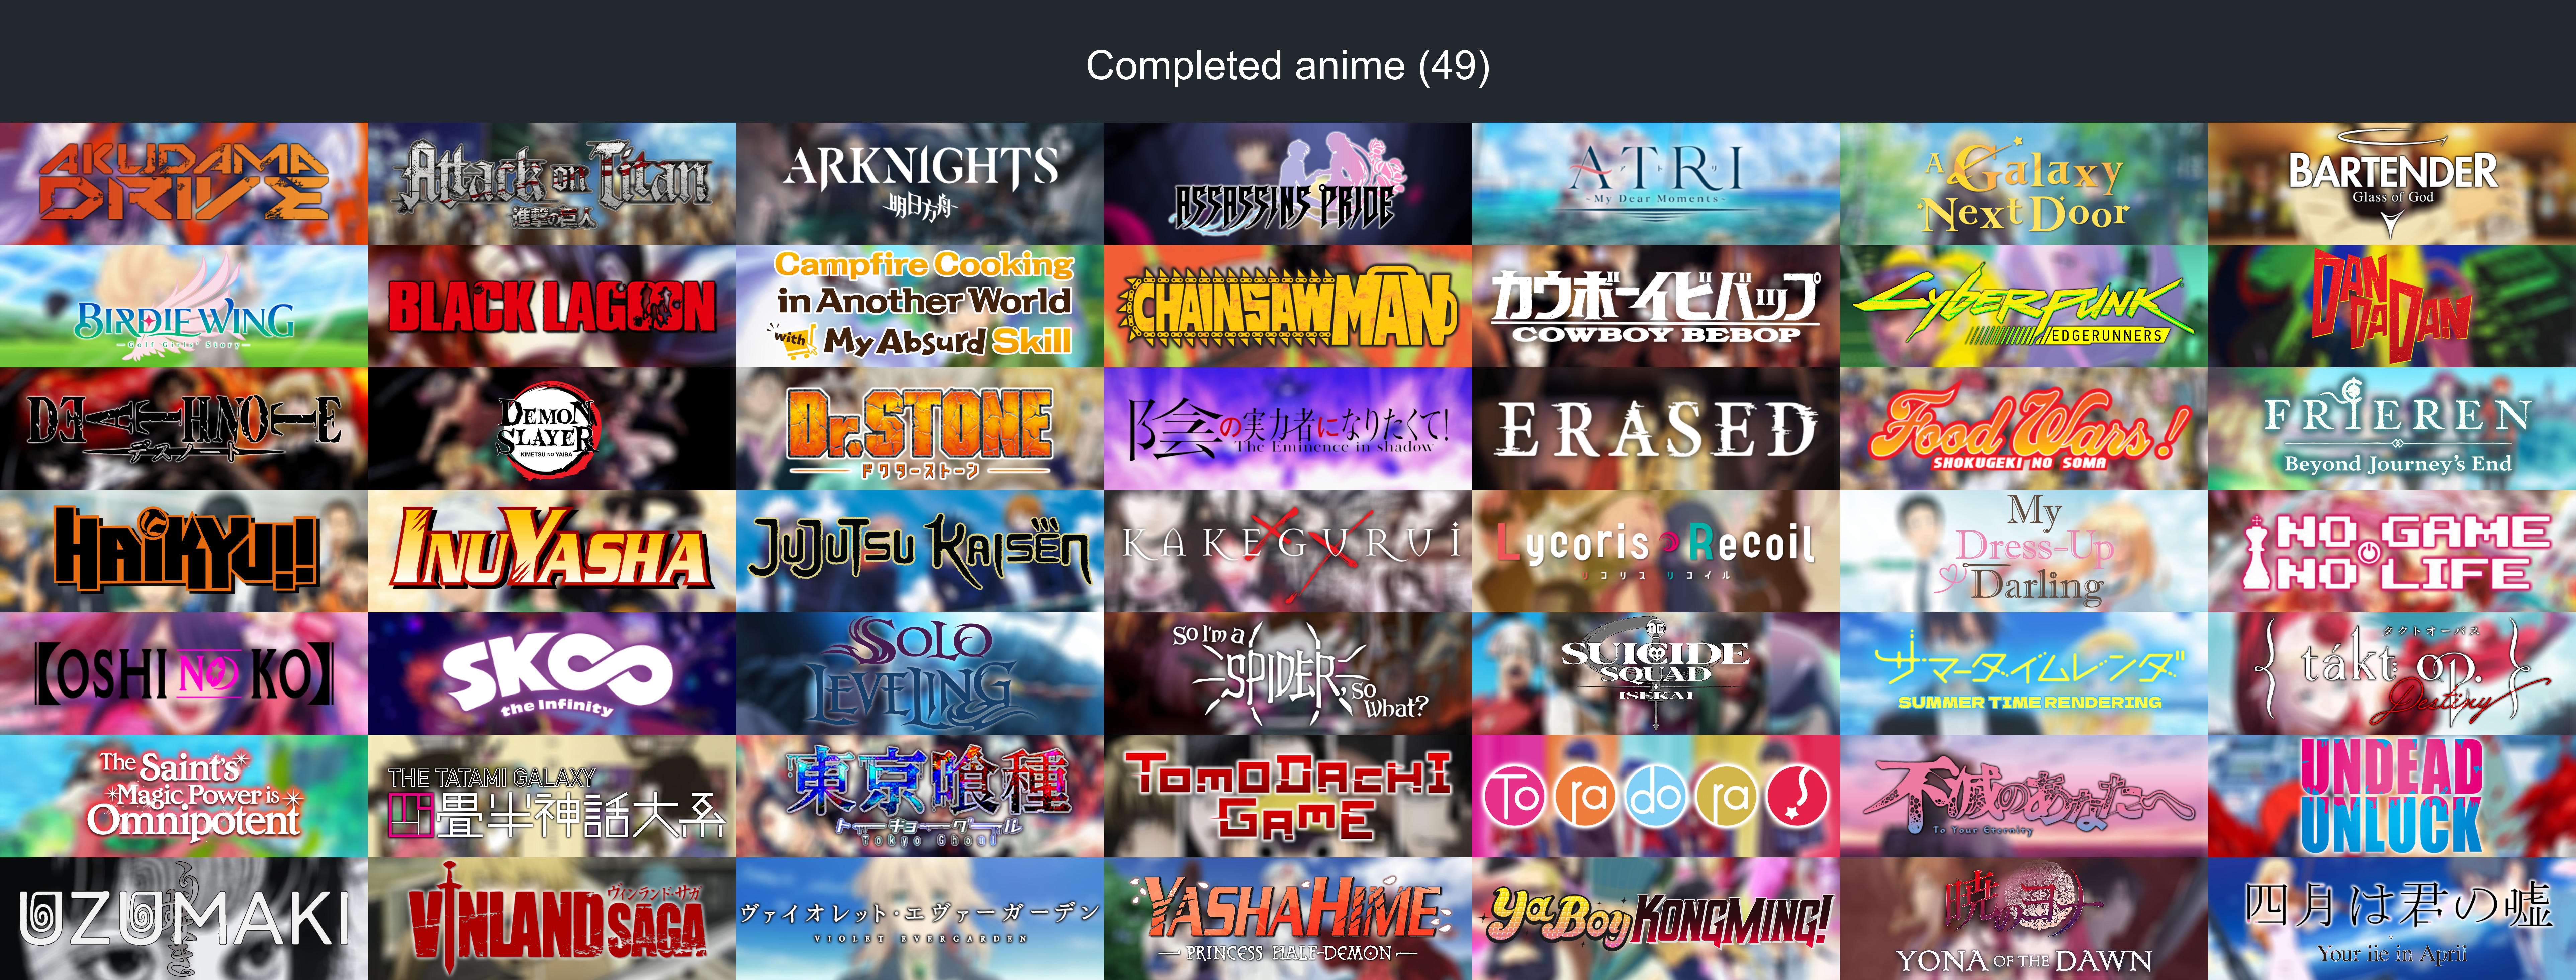 Completed anime (49)
AKUDAMA
DRIVE
Attack on Titan
進撃の巨人
ARKNIGHTS
明日方舟
ASSASSINS PRIDE
ATRI
-My Dear Moments-
A Galaxy
Next Door
BARTENDER
Glass of God
BIRDIE WING
—Golf Girls' Story—
BLACK LAGOON
Campfire Cooking
in Another World
with My Absurd Skill
CHAINSAW MAN
カウボーイビバップ
COWBOY BEBOP
CYBERPUNK
EDGERUNNERS
DAN
DA DAN
DEATH NOTE
デスノート
DEMON
SLAYER
KIMETSU NO YAIBA
Dr.STONE
ドクターストーン
陰の実力者になりたくて!
The Eminence in shadow
ERASED
Food Wars!
SHOKUGEKI NO SOMA
FRIEREN
Beyond Journey's End
HAIKYU!!
INUYASHA
JUJUTSU KAISEN
KAKEGURUI
Lycoris Recoil
リコリス リコイル
My
Dress-Up
Darling
NO GAME
NO LIFE
【OSHI NO KO】
SK∞
the Infinity
SOLO
LEVELING
So I'm a
SPIDER,
So
What?
DC
SUICIDE
SQUAD
ISEKAI
サマータイムレンダ
SUMMER TIME RENDERING
タクトオーパス
takt op.
Destiny
The Saint's
Magic Power is
Omnipotent
THE TATAMI GALAXY
四畳半神話大系
東京喰種
トーキョーグール
Tokyo Ghoul
TOMODACHI
GAME
To ra do ra !
不滅のあなたへ
To Your Eternity
UNDEAD
UNLUCK
UZUMAKI
うずまき
ヴィンランド・サガ
VINLAND SAGA
ヴァイオレット・エヴァーガーデン
VIOLET EVERGARDEN
YASHAHIME
— PRINCESS HALF-DEMON —
Ya Boy KONGMING!
暁のヨナ
YONA OF THE DAWN
四月は君の嘘
Your lie in April